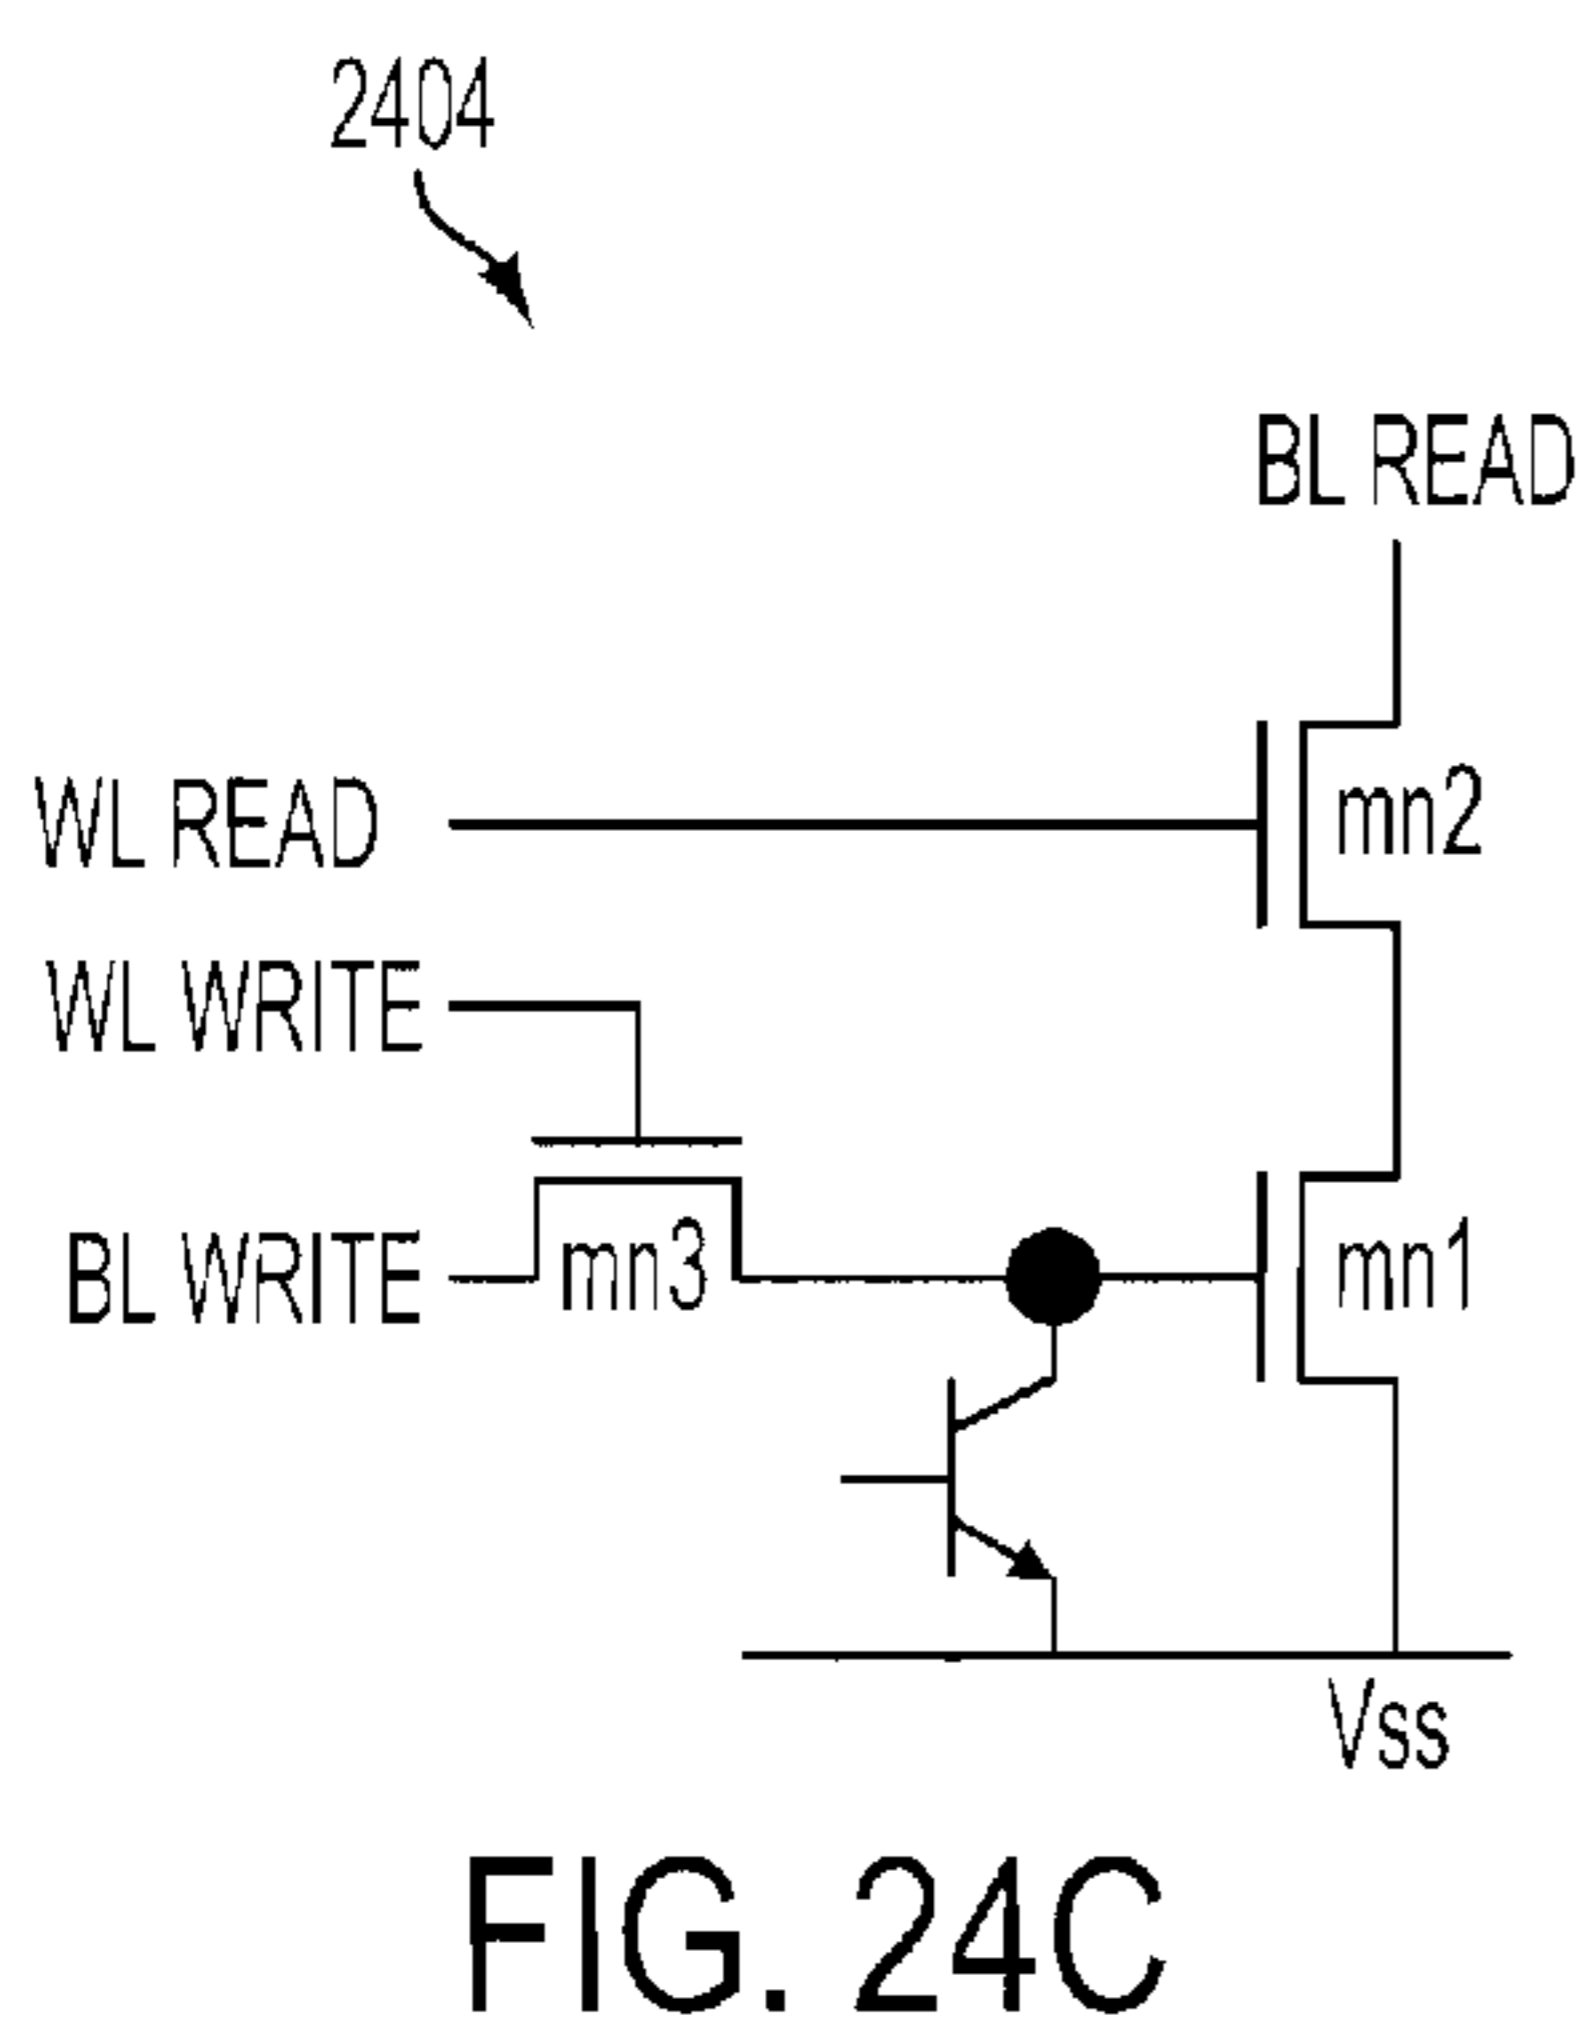 2404
BL READ
WL READ
mn2
WL WRITE
BL WRITE
mn3
mn1
Vss
FIG. 24C